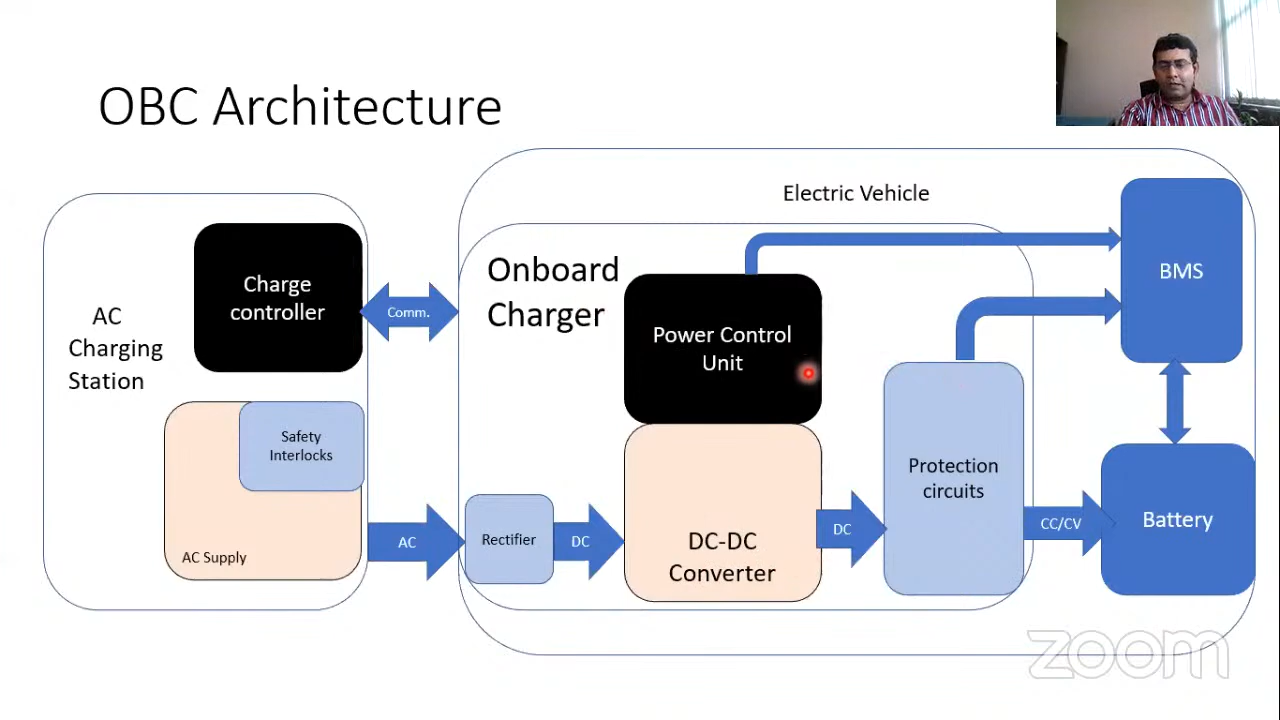 OBC Architecture
Electric Vehicle
AC
Charging
Station
Charge
controller
Safety
Interlocks
AC Supply
Comm.
AC
Onboard
Charger
Rectifier
DC
Power Control
Unit
DC-DC
Converter
DC
Protection
circuits
CC/CV
BMS
Battery
zoom